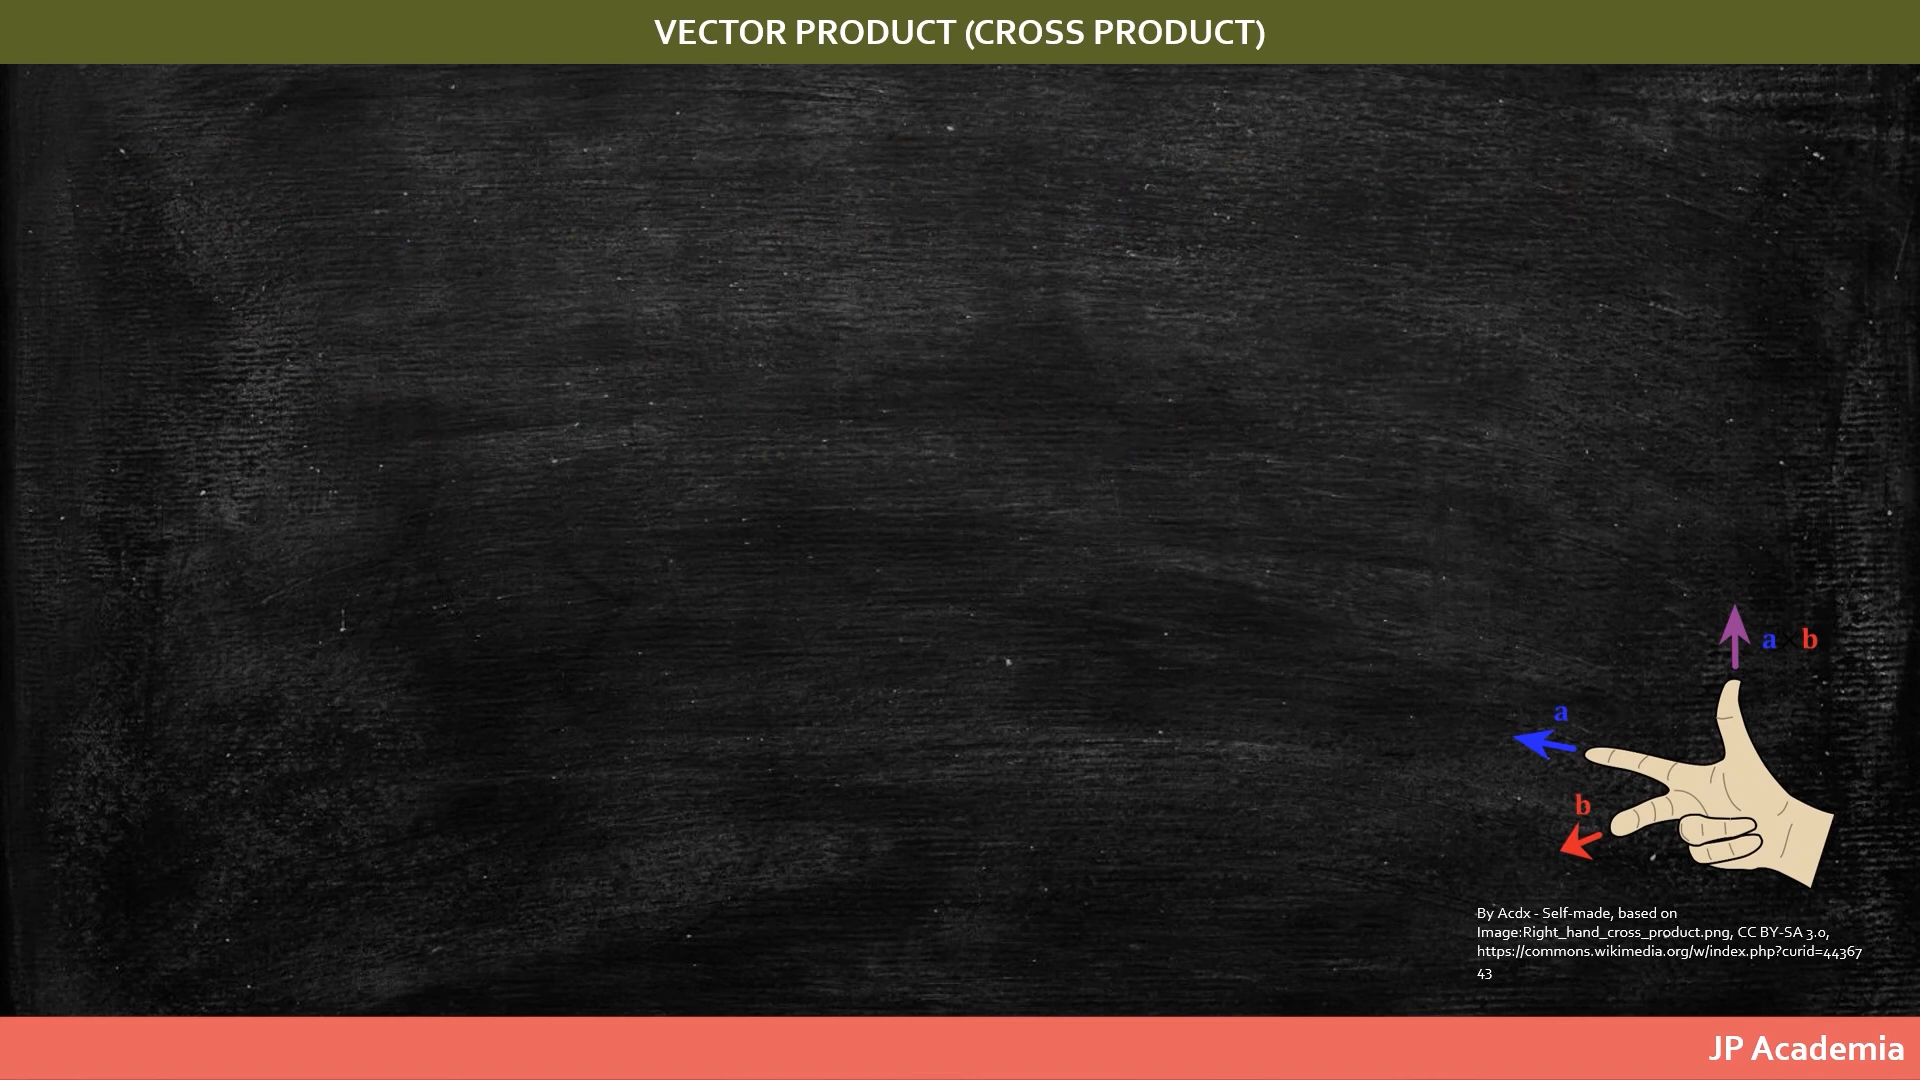 VECTOR PRODUCT (CROSS PRODUCT)
a × b
a
b
By Acdx - Self-made, based on
Image:Right_hand_cross_product.png, CC BY-SA 3.0,
https://commons.wikimedia.org/w/index.php?curid=44367
43
JP Academia